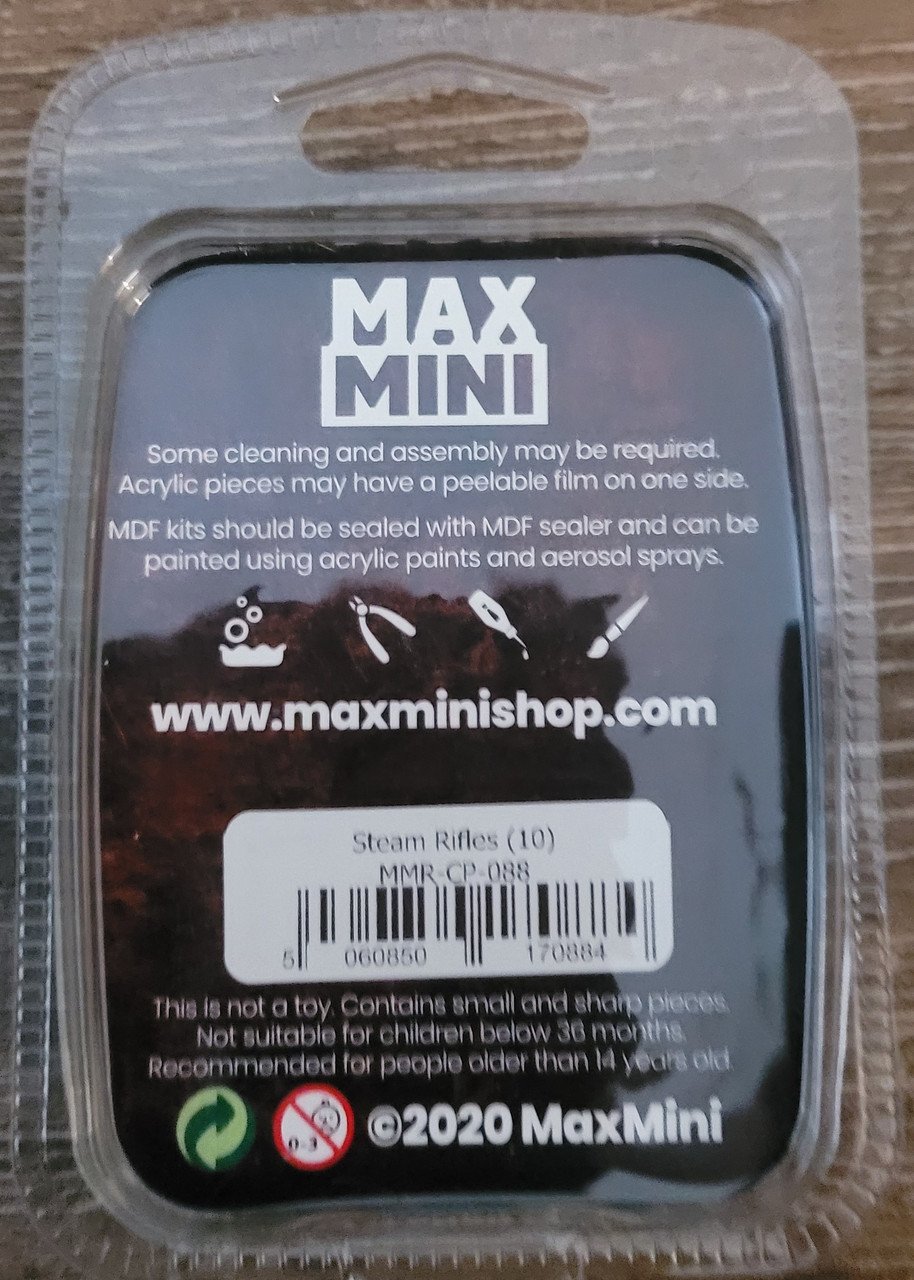 MAX
MINI
Some cleaning and assembly may be required.
Acrylic pieces may have a peelable film on one side.
MDF kits should be sealed with MDF sealer and can be
painted using acrylic paints and aerosol sprays.
www.maxminishop.com
Steam Rifles (10)
MMR-CP-088
5 060850 170884
This is not a toy. Contains small and sharp pieces.
Not suitable for children below 36 months.
Recommended for people older than 14 years old.
0-3
©2020 MaxMini